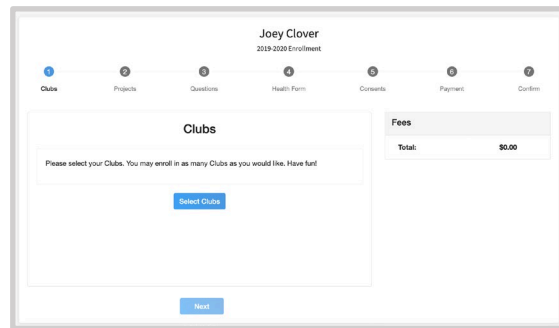 Joey Clover
2019-2020 Enrollment
1 2 3 4 5 6 7
Clubs Projects Questions Health Form Consents Payment Confirm
Clubs
Please select your Clubs. You may enroll in as many Clubs as you would like. Have fun!
Select Clubs
Next
Fees
Total: $0.00